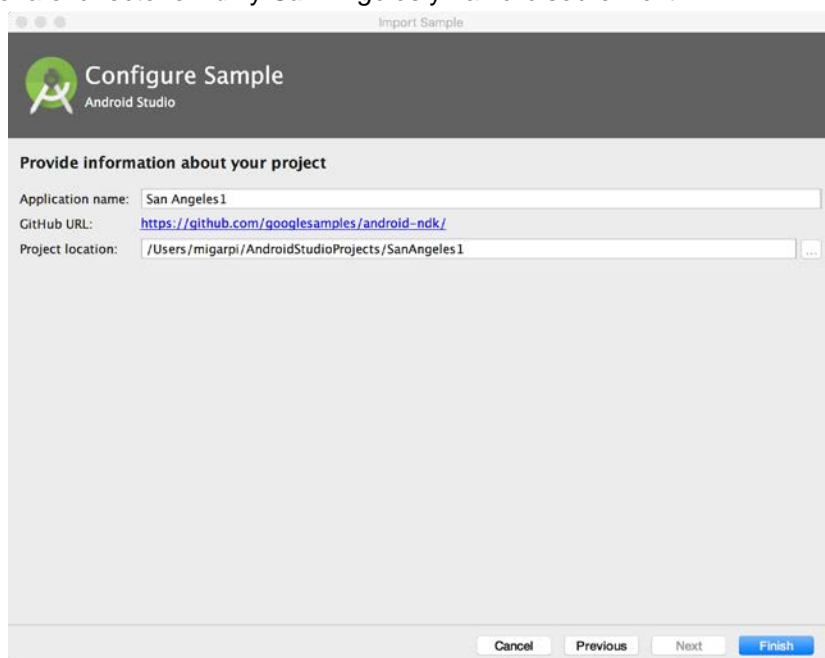 Import Sample
Configure Sample
Android Studio
Provide information about your project
Application name: San Angeles1
GitHub URL: https://github.com/googlesamples/android-ndk/
Project location: /Users/migarpi/AndroidStudioProjects/SanAngeles1 ...
Cancel Previous Next Finish